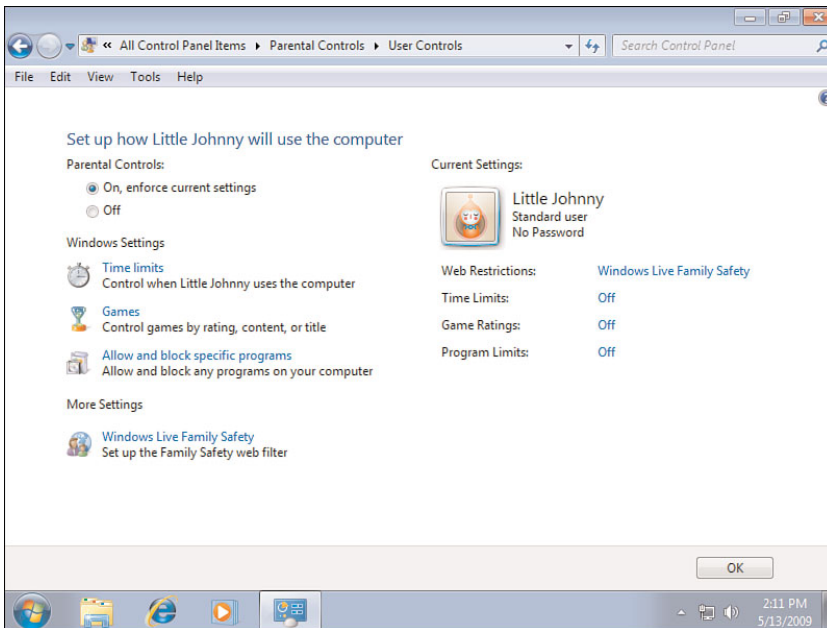 « All Control Panel Items ▸ Parental Controls ▸ User Controls
Search Control Panel
File Edit View Tools Help
Set up how Little Johnny will use the computer
Parental Controls:
On, enforce current settings
Off
Windows Settings
Time limits
Control when Little Johnny uses the computer
Games
Control games by rating, content, or title
Allow and block specific programs
Allow and block any programs on your computer
More Settings
Windows Live Family Safety
Set up the Family Safety web filter
Current Settings:
Little Johnny
Standard user
No Password
Web Restrictions: Windows Live Family Safety
Time Limits: Off
Game Ratings: Off
Program Limits: Off
OK
2:11 PM
5/13/2009